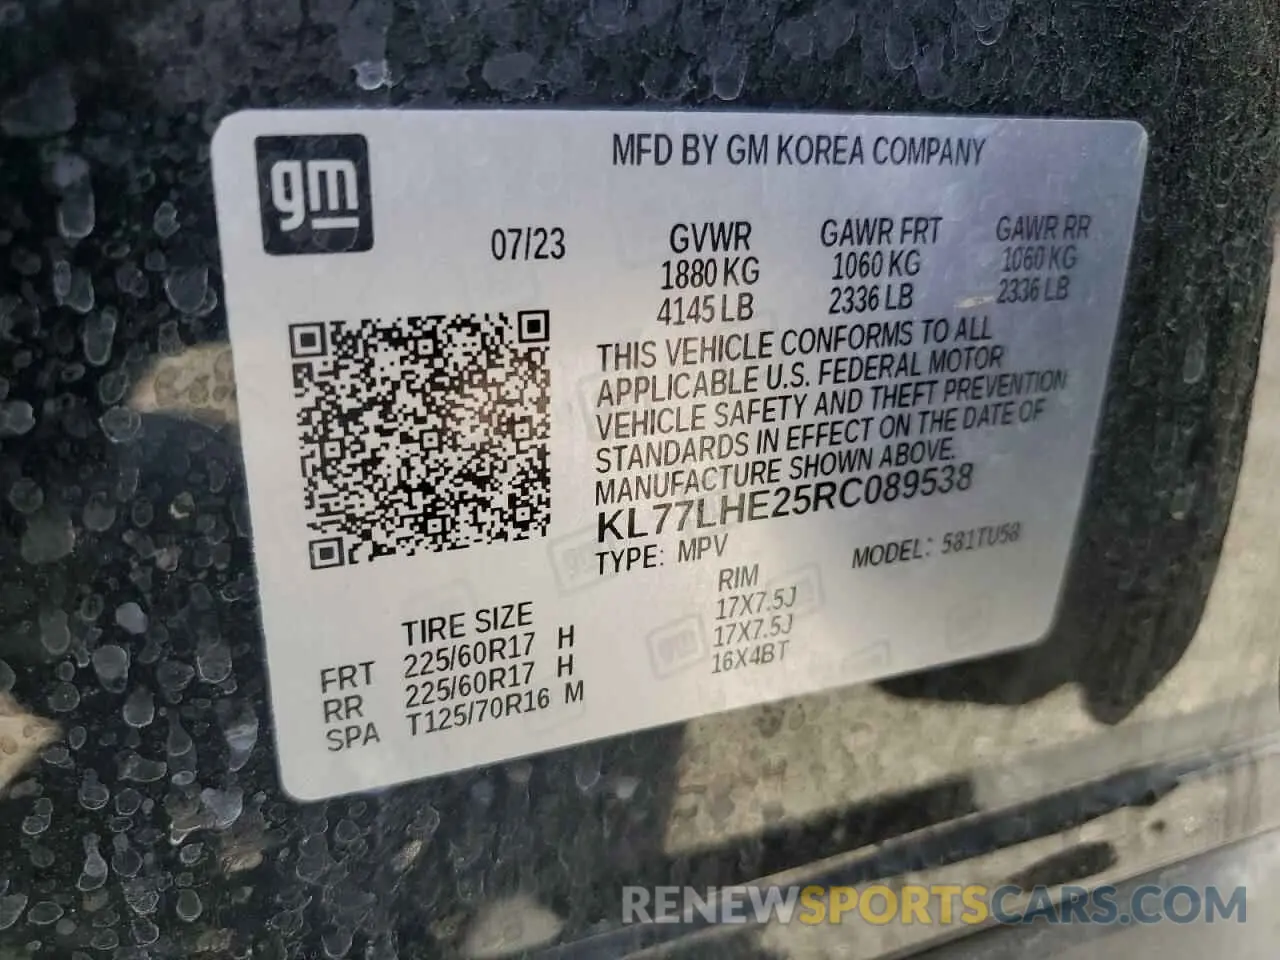 gm
MFD BY GM KOREA COMPANY
07/23
GVWR GAWR FRT GAWR RR
1880 KG 1060 KG 1060 KG
4145 LB 2336 LB 2336 LB
THIS VEHICLE CONFORMS TO ALL
APPLICABLE U.S. FEDERAL MOTOR
VEHICLE SAFETY AND THEFT PREVENTION
STANDARDS IN EFFECT ON THE DATE OF
MANUFACTURE SHOWN ABOVE.
KL77LHE25RC089538
TYPE: MPV MODEL: 581TU58
TIRE SIZE RIM
FRT 225/60R17 H 17X7.5J
RR 225/60R17 H 17X7.5J
SPA T125/70R16 M 16X4BT
RENEWSPORTSCARS.COM